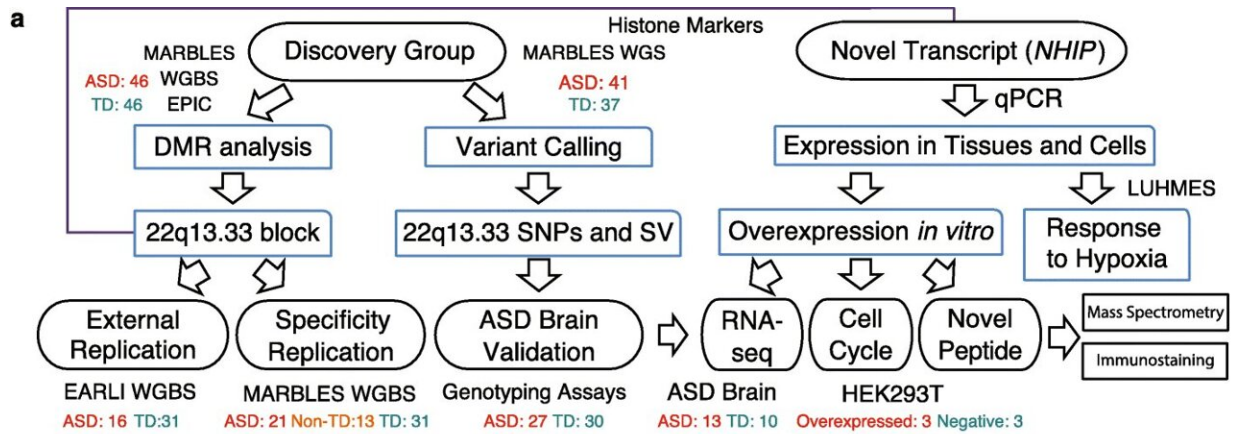 a
Histone Markers
MARBLES
WGBS
EPIC
ASD: 46
TD: 46
Discovery Group
MARBLES WGS
ASD: 41
TD: 37
Novel Transcript (NHIP)
qPCR
DMR analysis
Variant Calling
Expression in Tissues and Cells
LUHMES
22q13.33 block
22q13.33 SNPs and SV
Overexpression in vitro
Response
to Hypoxia
External
Replication
Specificity
Replication
ASD Brain
Validation
RNA-
seq
Cell
Cycle
Novel
Peptide
Mass Spectrometry
Immunostaining
EARLI WGBS
ASD: 16 TD:31
MARBLES WGBS
ASD: 21 Non-TD:13 TD: 31
Genotyping Assays
ASD: 27 TD: 30
ASD Brain
ASD: 13 TD: 10
HEK293T
Overexpressed: 3 Negative: 3